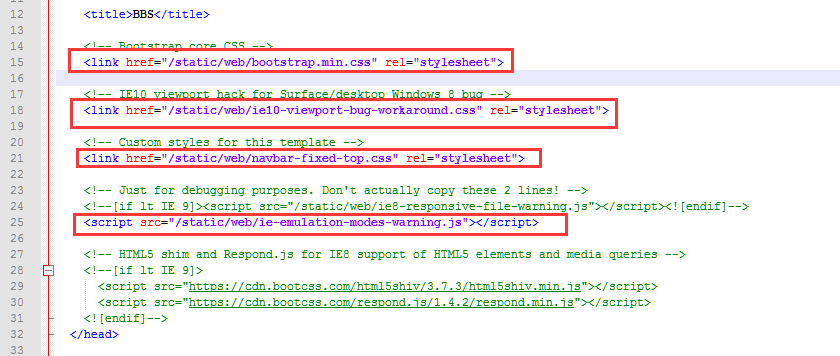 12 <title>BBS</title>
13
14 <!-- Bootstrap core CSS -->
15 <link href="/static/web/bootstrap.min.css" rel="stylesheet">
16
17 <!-- IE10 viewport hack for Surface/desktop Windows 8 bug -->
18 <link href="/static/web/ie10-viewport-bug-workaround.css" rel="stylesheet">
19
20 <!-- Custom styles for this template -->
21 <link href="/static/web/navbar-fixed-top.css" rel="stylesheet">
22
23 <!-- Just for debugging purposes. Don't actually copy these 2 lines! -->
24 <!--[if lt IE 9]><script src="/static/web/ie8-responsive-file-warning.js"></script><![endif]-->
25 <script src="/static/web/ie-emulation-modes-warning.js"></script>
26
27 <!-- HTML5 shim and Respond.js for IE8 support of HTML5 elements and media queries -->
28 <!--[if lt IE 9]>
29 <script src="https://cdn.bootcss.com/html5shiv/3.7.3/html5shiv.min.js"></script>
30 <script src="https://cdn.bootcss.com/respond.js/1.4.2/respond.min.js"></script>
31 <![endif]-->
32 </head>
33